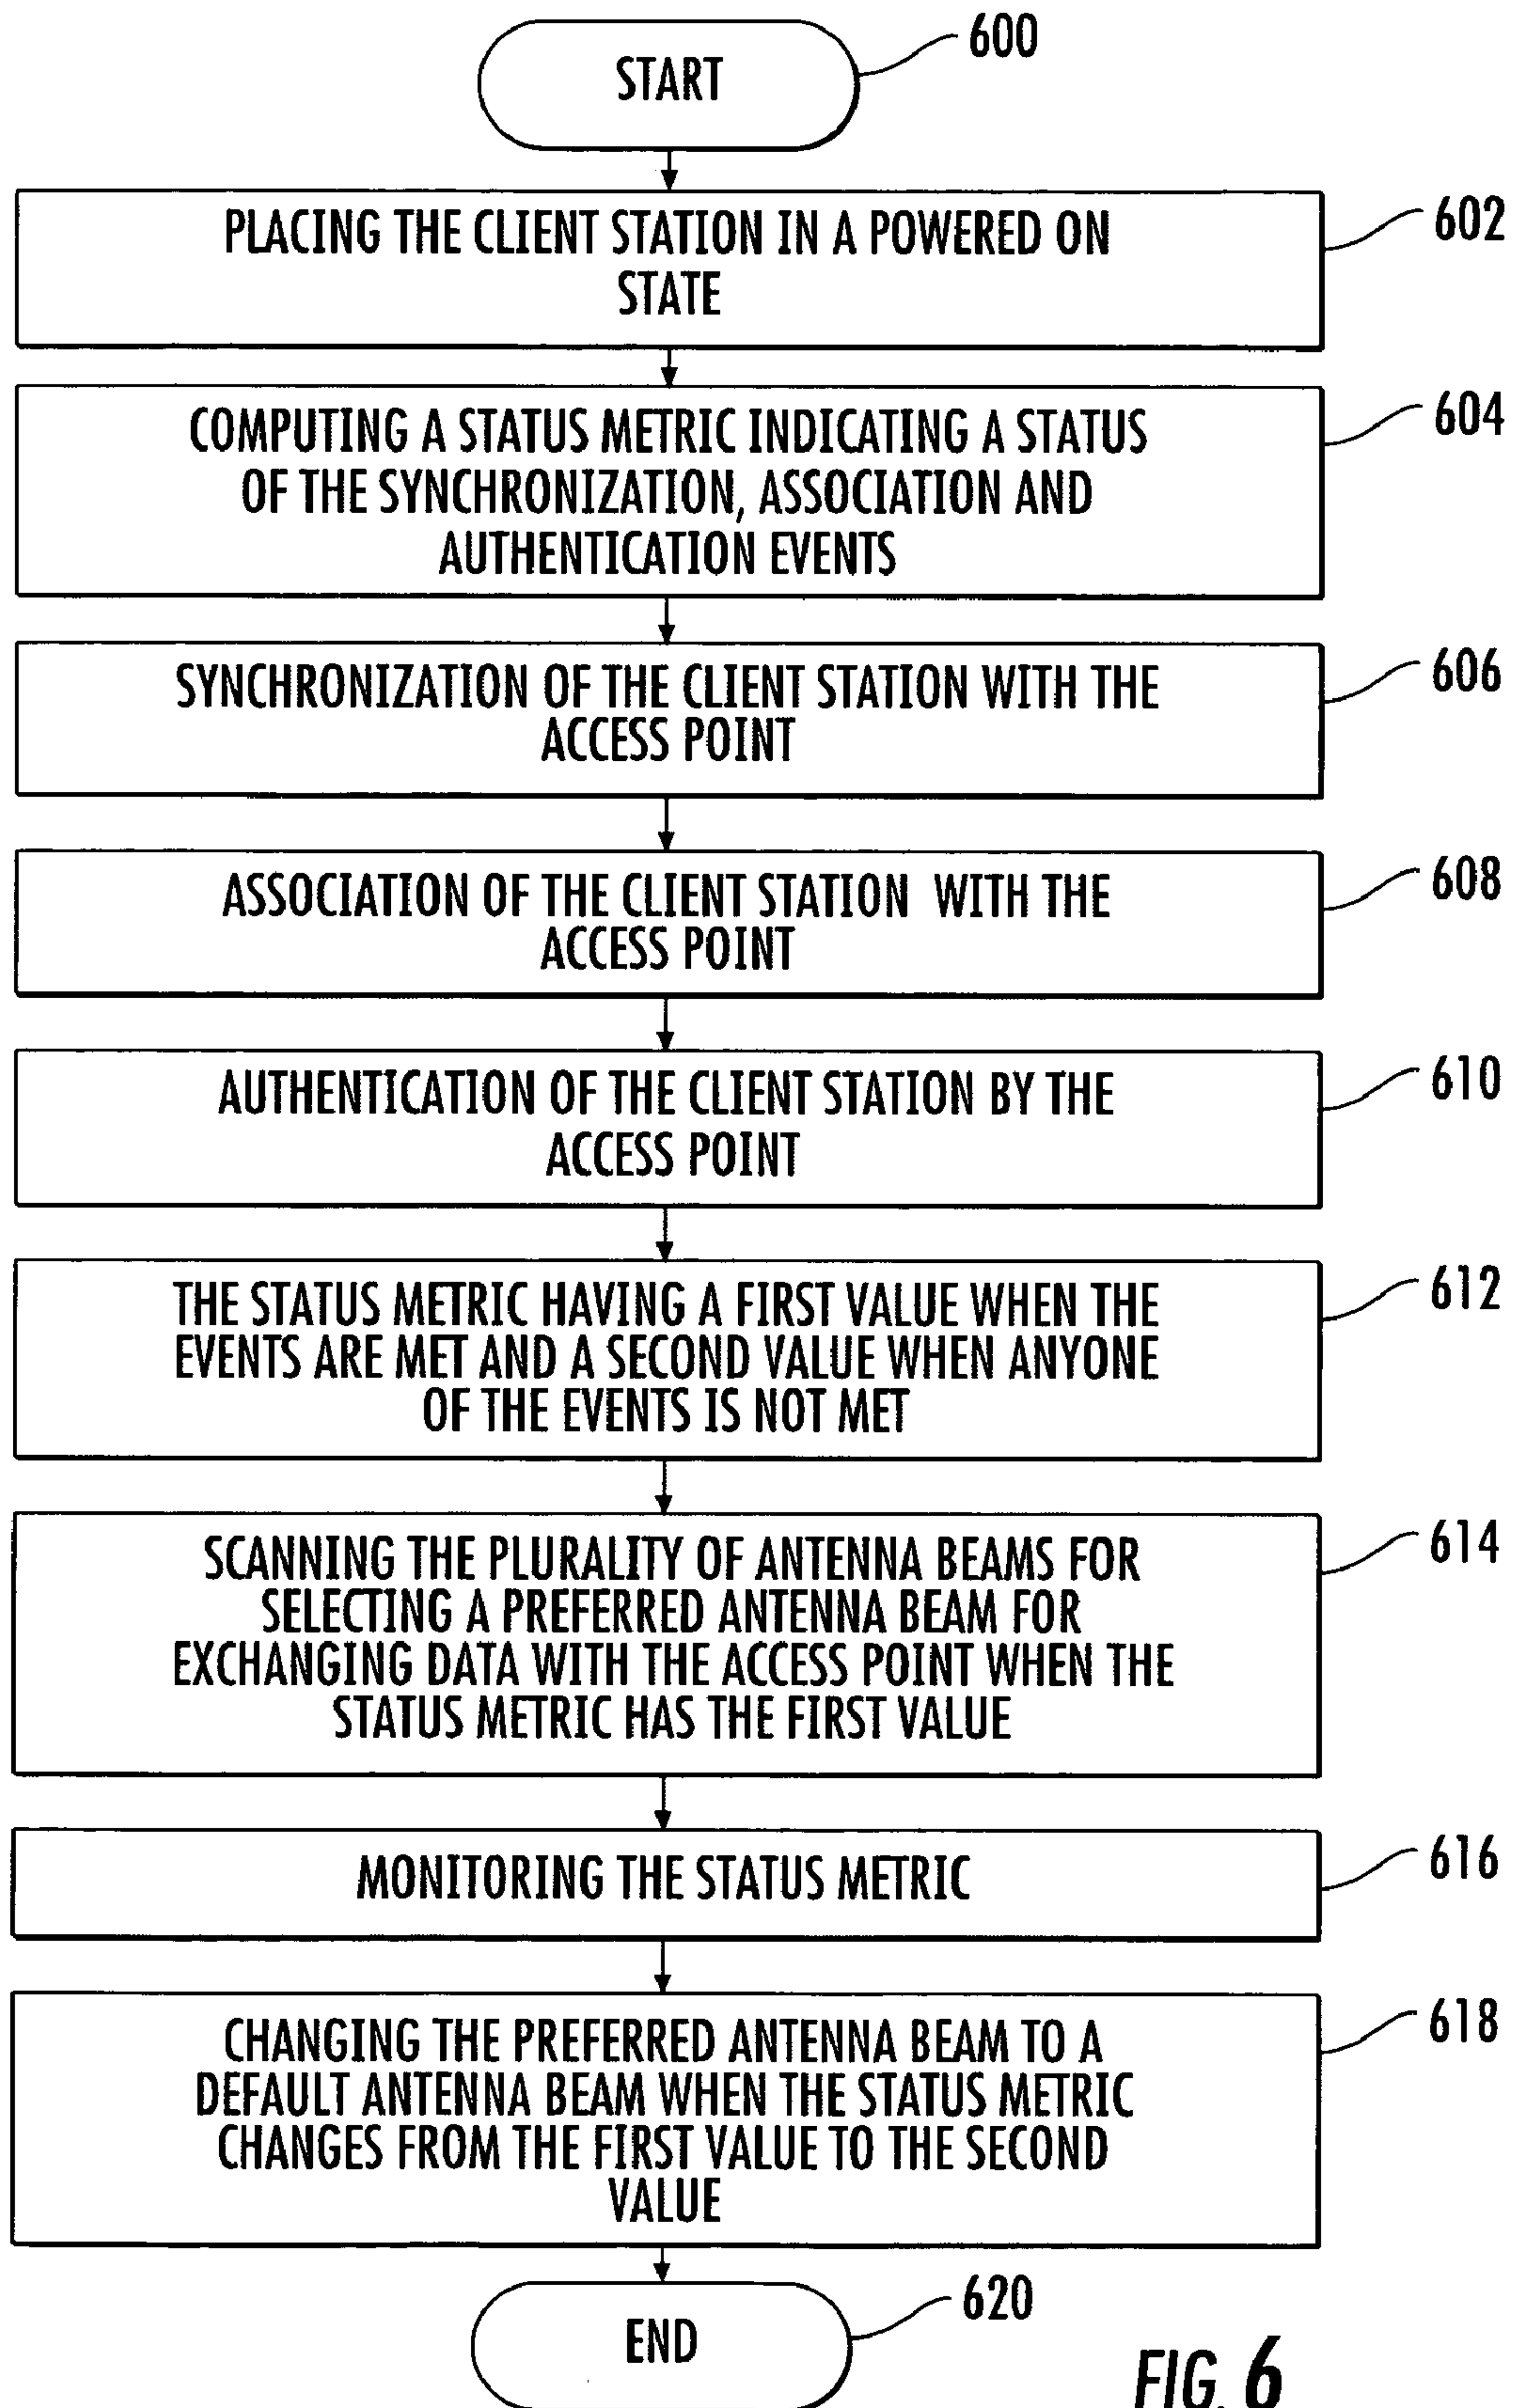 START
600
PLACING THE CLIENT STATION IN A POWERED ON
STATE
602
COMPUTING A STATUS METRIC INDICATING A STATUS
OF THE SYNCHRONIZATION, ASSOCIATION AND
AUTHENTICATION EVENTS
604
SYNCHRONIZATION OF THE CLIENT STATION WITH THE
ACCESS POINT
606
ASSOCIATION OF THE CLIENT STATION WITH THE
ACCESS POINT
608
AUTHENTICATION OF THE CLIENT STATION BY THE
ACCESS POINT
610
THE STATUS METRIC HAVING A FIRST VALUE WHEN THE
EVENTS ARE MET AND A SECOND VALUE WHEN ANYONE
OF THE EVENTS IS NOT MET
612
SCANNING THE PLURALITY OF ANTENNA BEAMS FOR
SELECTING A PREFERRED ANTENNA BEAM FOR
EXCHANGING DATA WITH THE ACCESS POINT WHEN THE
STATUS METRIC HAS THE FIRST VALUE
614
MONITORING THE STATUS METRIC
616
CHANGING THE PREFERRED ANTENNA BEAM TO A
DEFAULT ANTENNA BEAM WHEN THE STATUS METRIC
CHANGES FROM THE FIRST VALUE TO THE SECOND
VALUE
618
END
620
FIG. 6